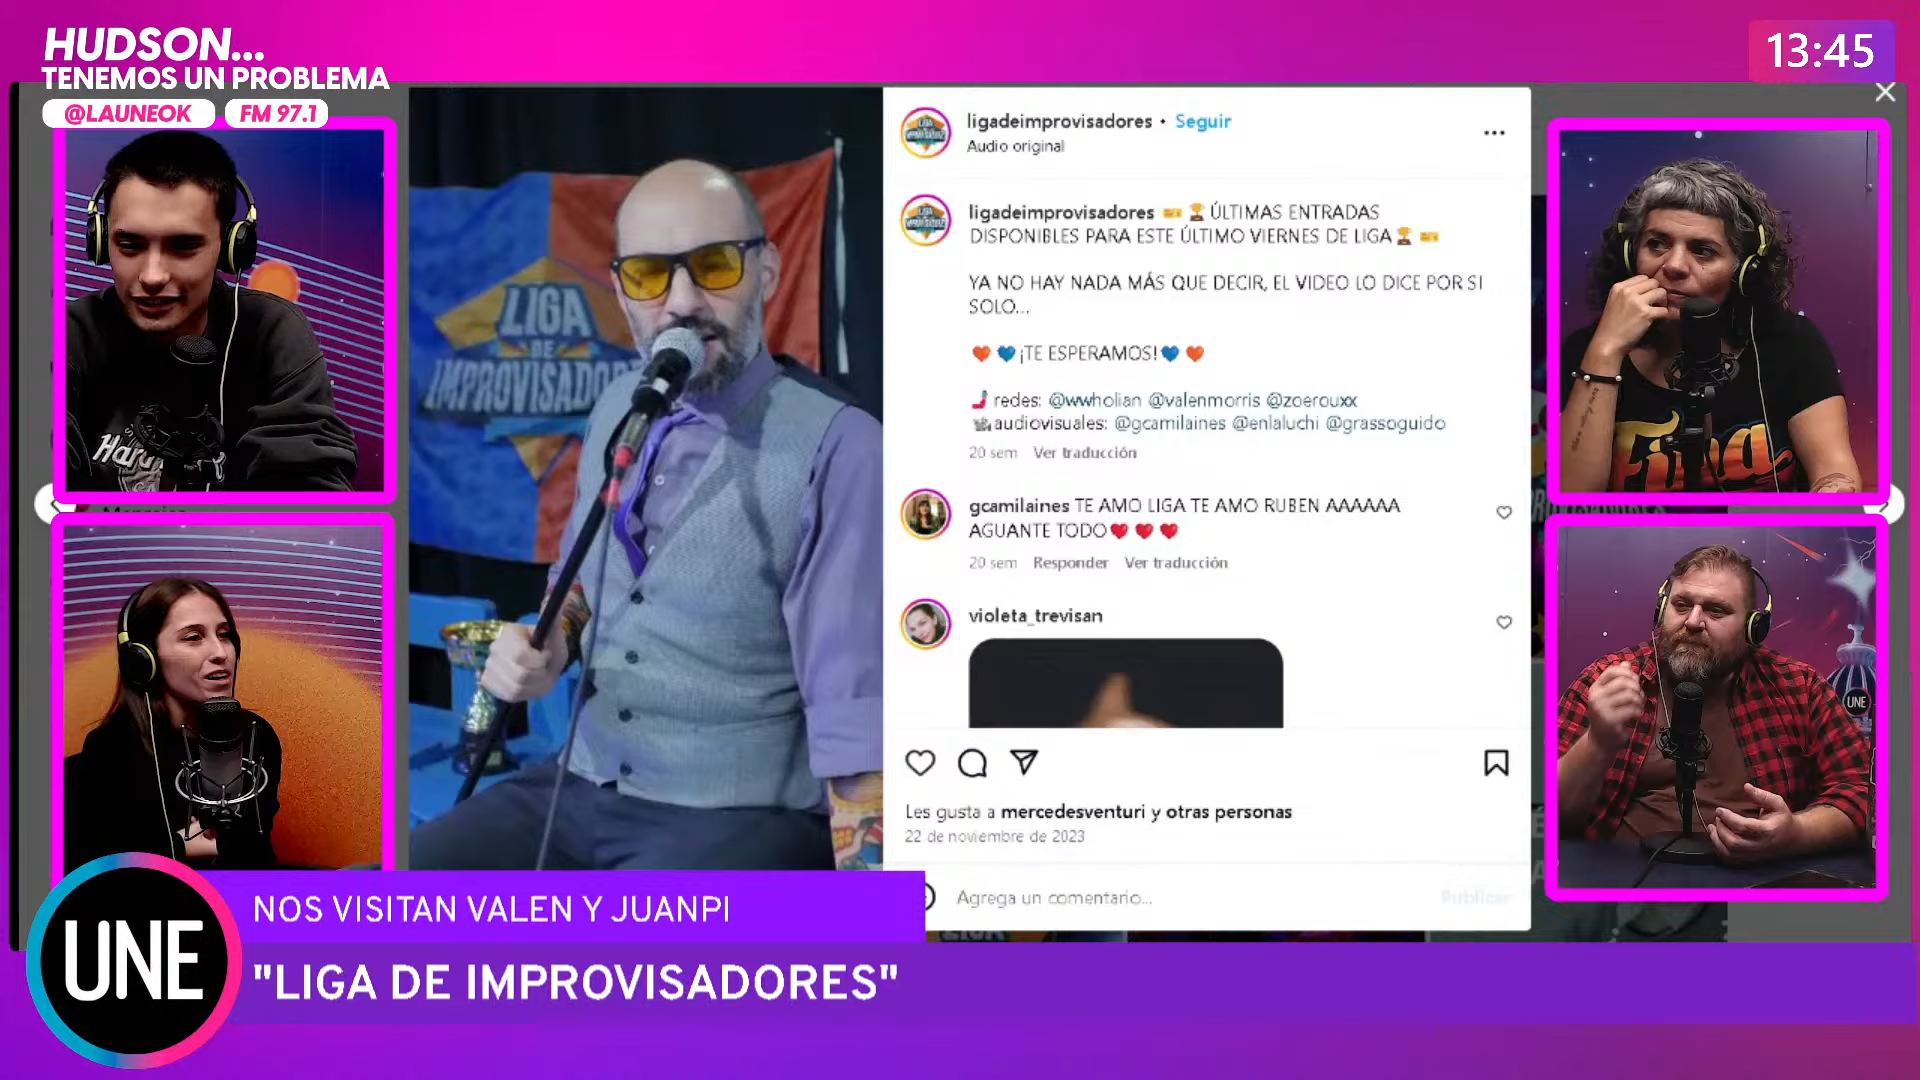 HUDSON...
TENEMOS UN PROBLEMA
@LAUNEOK
FM 97.1
13:45
ligadeimprovisadores • Seguir
Audio original
ligadeimprovisadores 🎫🏆ÚLTIMAS ENTRADAS
DISPONIBLES PARA ESTE ÚLTIMO VIERNES DE LIGA🏆🎫
YA NO HAY NADA MÁS QUE DECIR, EL VIDEO LO DICE POR SI
SOLO...
🧡💙¡TE ESPERAMOS!💙🧡
🤳redes: @wwholian @valenmorris @zoerouxx
📽audiovisuales: @gcamilaines @enlaluchi @grassoguido
20 sem Ver traducción
gcamilaines TE AMO LIGA TE AMO RUBEN AAAAAA
AGUANTE TODO❤️❤️❤️
20 sem Responder Ver traducción
violeta_trevisan
Les gusta a mercedesventuri y otras personas
22 de noviembre de 2023
Agrega un comentario...
Publicar
LIGA
DE
IMPROVISADO
UNE
NOS VISITAN VALEN Y JUANPI
"LIGA DE IMPROVISADORES"
UNE